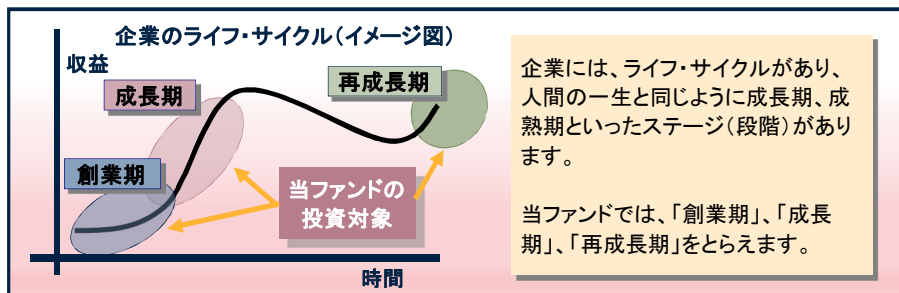 企業のライフ・サイクル(イメージ図)
収益
成長期
再成長期
創業期
当ファンドの
投資対象
時間
企業には、ライフ・サイクルがあり、
人間の一生と同じように成長期、成
熟期といったステージ(段階)があり
ます。
当ファンドでは、「創業期」、「成長
期」、「再成長期」をとらえます。